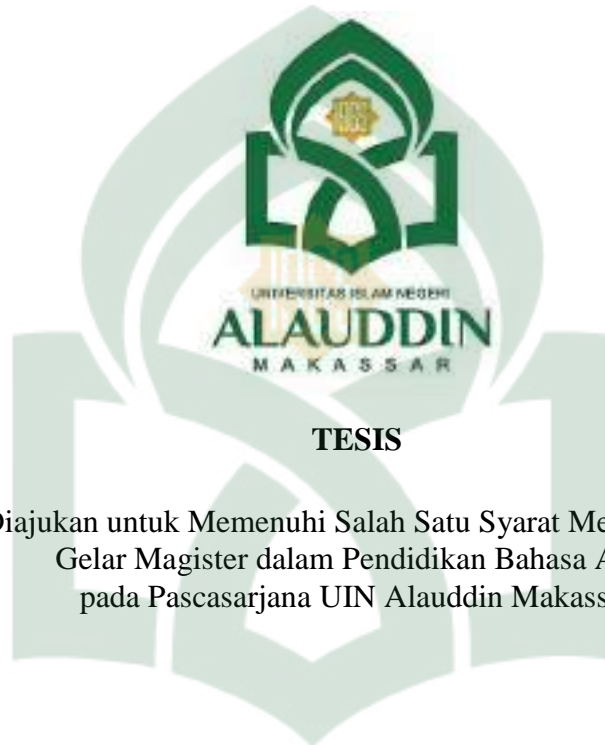 UNIVERSITAS ISLAM NEGERI
ALAUDDIN
MAKASSAR
TESIS
Diajukan untuk Memenuhi Salah Satu Syarat Me
Gelar Magister dalam Pendidikan Bahasa A
pada Pascasarjana UIN Alauddin Makass